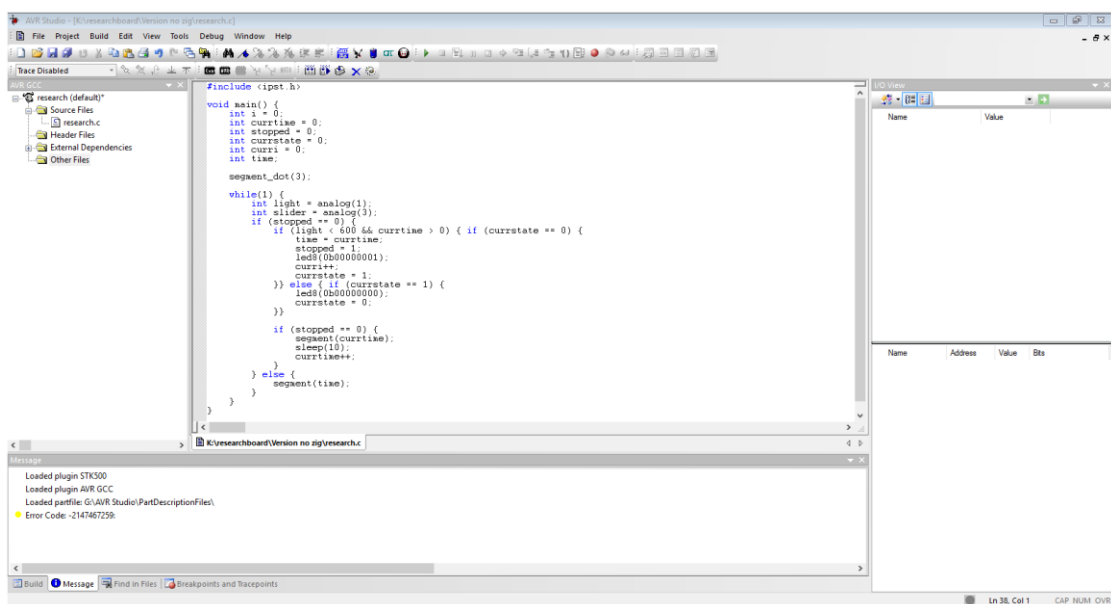 AVR Studio - [K:\researchboard\Version no zig\research.c]
File Project Build Edit View Tools Debug Window Help
Trace Disabled
AVR GCC
research (default)*
Source Files
research.c
Header Files
External Dependencies
Other Files
#include <ipst.h>
void main() {
int i = 0;
int currtime = 0;
int stopped = 0;
int currstate = 0;
int curri = 0;
int time;
segment_dot(3);
while(1) {
int light = analog(1);
int slider = analog(3);
if (stopped == 0) {
if (light < 600 && currtime > 0) { if (currstate == 0) {
time = currtime;
stopped = 1;
led8(0b00000001);
curri++;
currstate = 1;
}} else { if (currstate == 1) {
led8(0b00000000);
currstate = 0;
}}
if (stopped == 0) {
segment(currtime);
sleep(10);
currtime++;
}
} else {
segment(time);
}
}
}
K:\researchboard\Version no zig\research.c
I/O View
Name Value
Name Address Value Bits
Message
Loaded plugin STK500
Loaded plugin AVR GCC
Loaded partfile: G:\AVR Studio\PartDescriptionFiles\
Error Code: -2147467259:
Build Message Find in Files Breakpoints and Tracepoints
Ln 38, Col 1 CAP NUM OVR